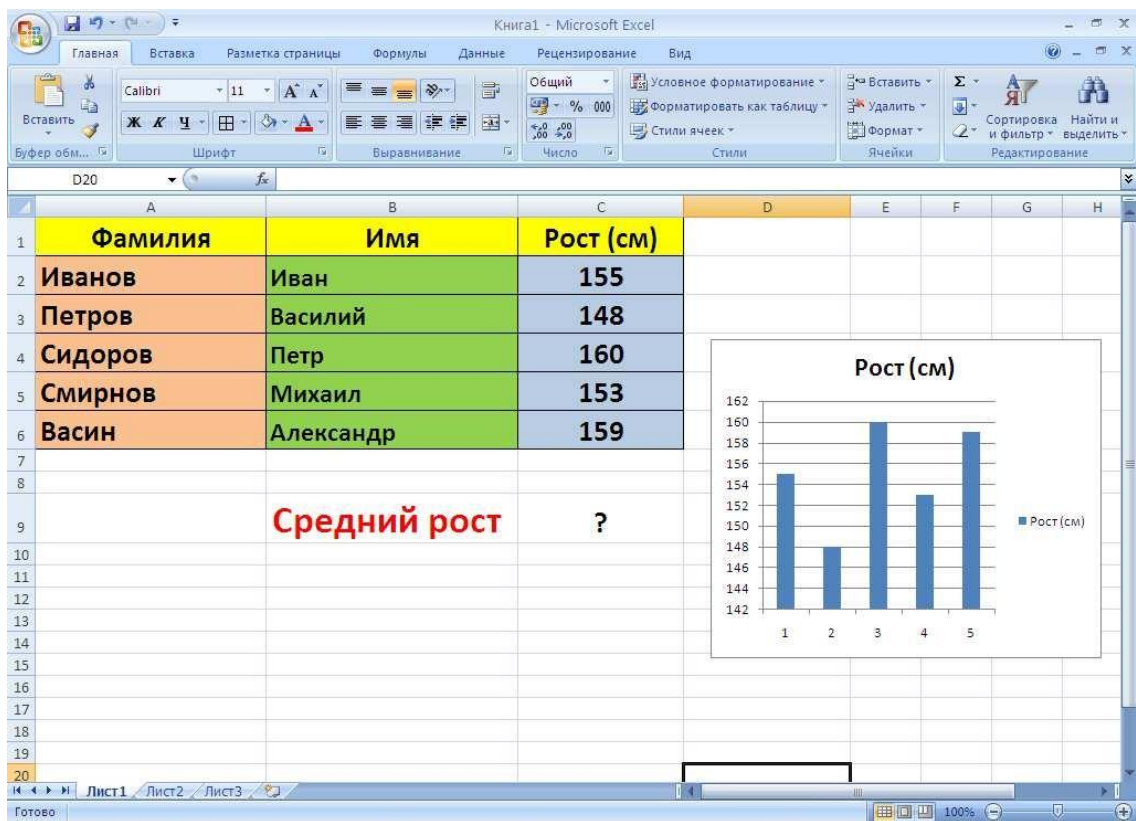 Книга1 - Microsoft Excel
Главная Вставка Разметка страницы Формулы Данные Рецензирование Вид
Вставить
Calibri 11
Ж К Ч
Общий
% 000
Условное форматирование
Форматировать как таблицу
Стили ячеек
Вставить
Удалить
Формат
Σ
Сортировка и фильтр
Найти и выделить
Буфер обм... Шрифт Выравнивание Число Стили Ячейки Редактирование
D20 fx
A B C D E F G H
1 Фамилия Имя Рост (см)
2 Иванов Иван 155
3 Петров Василий 148
4 Сидоров Петр 160
5 Смирнов Михаил 153
6 Васин Александр 159
7
8
9 Средний рост ?
10
11
12
13
14
15
16
17
18
19
20
Рост (см)
162
160
158
156
154
152
150
148
146
144
142
1 2 3 4 5
Рост (см)
Лист1 Лист2 Лист3
Готово 100%